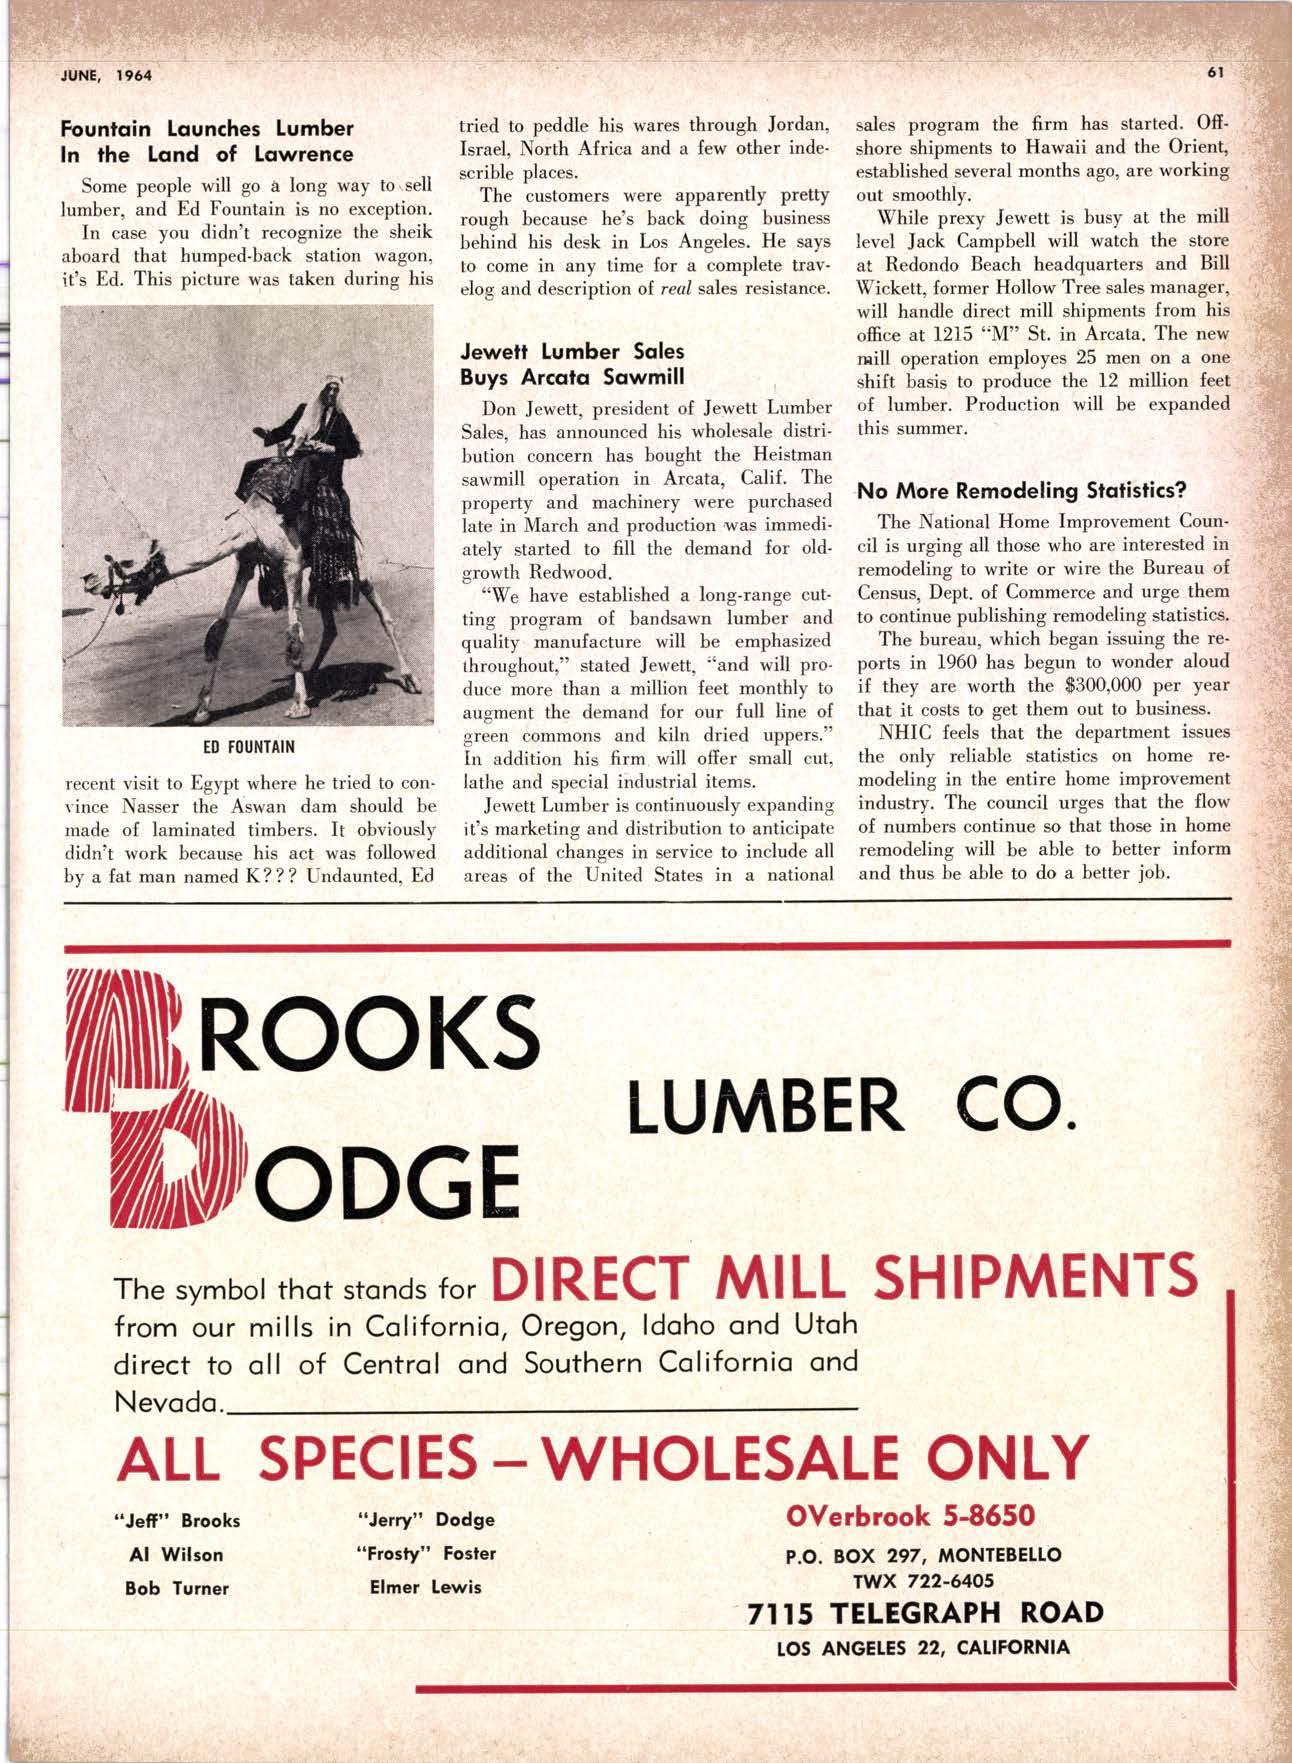 JUNE, 1964
61
Fountain Launches Lumber
In the Land of Lawrence
Some people will go a long way to sell
lumber, and Ed Fountain is no exception.
In case you didn't recognize the sheik
aboard that humped-back station wagon,
it's Ed. This picture was taken during his
ED FOUNTAIN
recent visit to Egypt where he tried to con-
vince Nasser the Aswan dam should be
made of laminated timbers. It obviously
didn't work because his act was followed
by a fat man named K??? Undaunted, Ed
tried to peddle his wares through Jordan,
Israel, North Africa and a few other inde-
scrible places.
The customers were apparently pretty
rough because he's back doing business
behind his desk in Los Angeles. He says
to come in any time for a complete trav-
elog and description of real sales resistance.
Jewett Lumber Sales
Buys Arcata Sawmill
Don Jewett, president of Jewett Lumber
Sales, has announced his wholesale distri-
bution concern has bought the Heistman
sawmill operation in Arcata, Calif. The
property and machinery were purchased
late in March and production was immedi-
ately started to fill the demand for old-
growth Redwood.
"We have established a long-range cut-
ting program of bandsawn lumber and
quality manufacture will be emphasized
throughout," stated Jewett, "and will pro-
duce more than a million feet monthly to
augment the demand for our full line of
green commons and kiln dried uppers."
In addition his firm will offer small cut,
lathe and special industrial items.
Jewett Lumber is continuously expanding
it's marketing and distribution to anticipate
additional changes in service to include all
areas of the United States in a national
sales program the firm has started. Off-
shore shipments to Hawaii and the Orient,
established several months ago, are working
out smoothly.
While prexy Jewett is busy at the mill
level Jack Campbell will watch the store
at Redondo Beach headquarters and Bill
Wickett, former Hollow Tree sales manager,
will handle direct mill shipments from his
office at 1215 "M" St. in Arcata. The new
mill operation employes 25 men on a one
shift basis to produce the 12 million feet
of lumber. Production will be expanded
this summer.
No More Remodeling Statistics?
The National Home Improvement Coun-
cil is urging all those who are interested in
remodeling to write or wire the Bureau of
Census, Dept. of Commerce and urge them
to continue publishing remodeling statistics.
The bureau, which began issuing the re-
ports in 1960 has begun to wonder aloud
if they are worth the $300,000 per year
that it costs to get them out to business.
NHIC feels that the department issues
the only reliable statistics on home re-
modeling in the entire home improvement
industry. The council urges that the flow
of numbers continue so that those in home
remodeling will be able to better inform
and thus be able to do a better job.
BROOKS
DODGE
LUMBER CO.
The symbol that stands for DIRECT MILL SHIPMENTS
from our mills in California, Oregon, Idaho and Utah
direct to all of Central and Southern California and
Nevada.
ALL SPECIES – WHOLESALE ONLY
"Jeff" Brooks
Al Wilson
Bob Turner
"Jerry" Dodge
"Frosty" Foster
Elmer Lewis
OVerbrook 5-8650
P.O. BOX 297, MONTEBELLO
TWX 722-6405
7115 TELEGRAPH ROAD
LOS ANGELES 22, CALIFORNIA